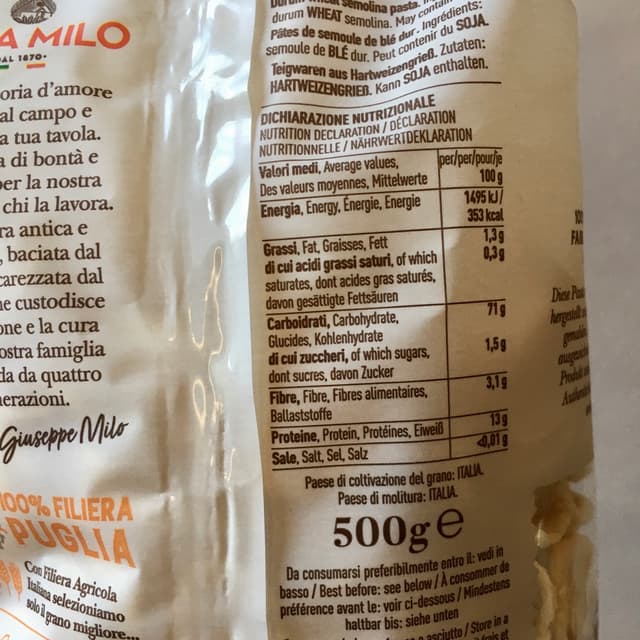 A MILO
DAL 1870
oria d'amore
al campo e
a tua tavola.
a di bontà e
per la nostra
chi la lavora.
ra antica e
, baciata dal
carezzata dal
ne custodisce
one e la cura
ostra famiglia
da da quattro
nerazioni.
Giuseppe Milo
100% FILIERA
PUGLIA
Con Filiera Agricola
Italiana selezioniamo
solo il grano migliore...
semolina pasta.
durum WHEAT semolina. May contain
Pâtes de semoule de blé dur. Ingrédients:
semoule de BLÉ dur. Peut contenir du SOJA.
Teigwaren aus Hartweizengrieß. Zutaten:
HARTWEIZENGRIEB. Kann SOJA enthalten.
DICHIARAZIONE NUTRIZIONALE
NUTRITION DECLARATION / DÉCLARATION
NUTRITIONNELLE / NÄHRWERTDEKLARATION
Valori medi, Average values, per/per/pour/je
Des valeurs moyennes, Mittelwerte 100 g
Energia, Energy, Énergie, Energie 1495 kJ/
353 kcal
Grassi, Fat, Graisses, Fett 1,3 g
di cui acidi grassi saturi, of which 0,3 g
saturates, dont acides gras saturés,
davon gesättigte Fettsäuren
Carboidrati, Carbohydrate, 71 g
Glucides, Kohlenhydrate
di cui zuccheri, of which sugars, 1,5 g
dont sucres, davon Zucker
Fibre, Fibre, Fibres alimentaires, 3,1 g
Ballaststoffe
Proteine, Protein, Protéines, Eiweiß 13 g
Sale, Salt, Sel, Salz <0,01 g
Paese di coltivazione del grano: ITALIA.
Paese di molitura: ITALIA.
500g e
Da consumarsi preferibilmente entro il: vedi in
basso / Best before: see below / À consommer de
préférence avant le: voir ci-dessous / Mindestens
haltbar bis: siehe unten
asciutto / Store in a
Diese
hergestellt